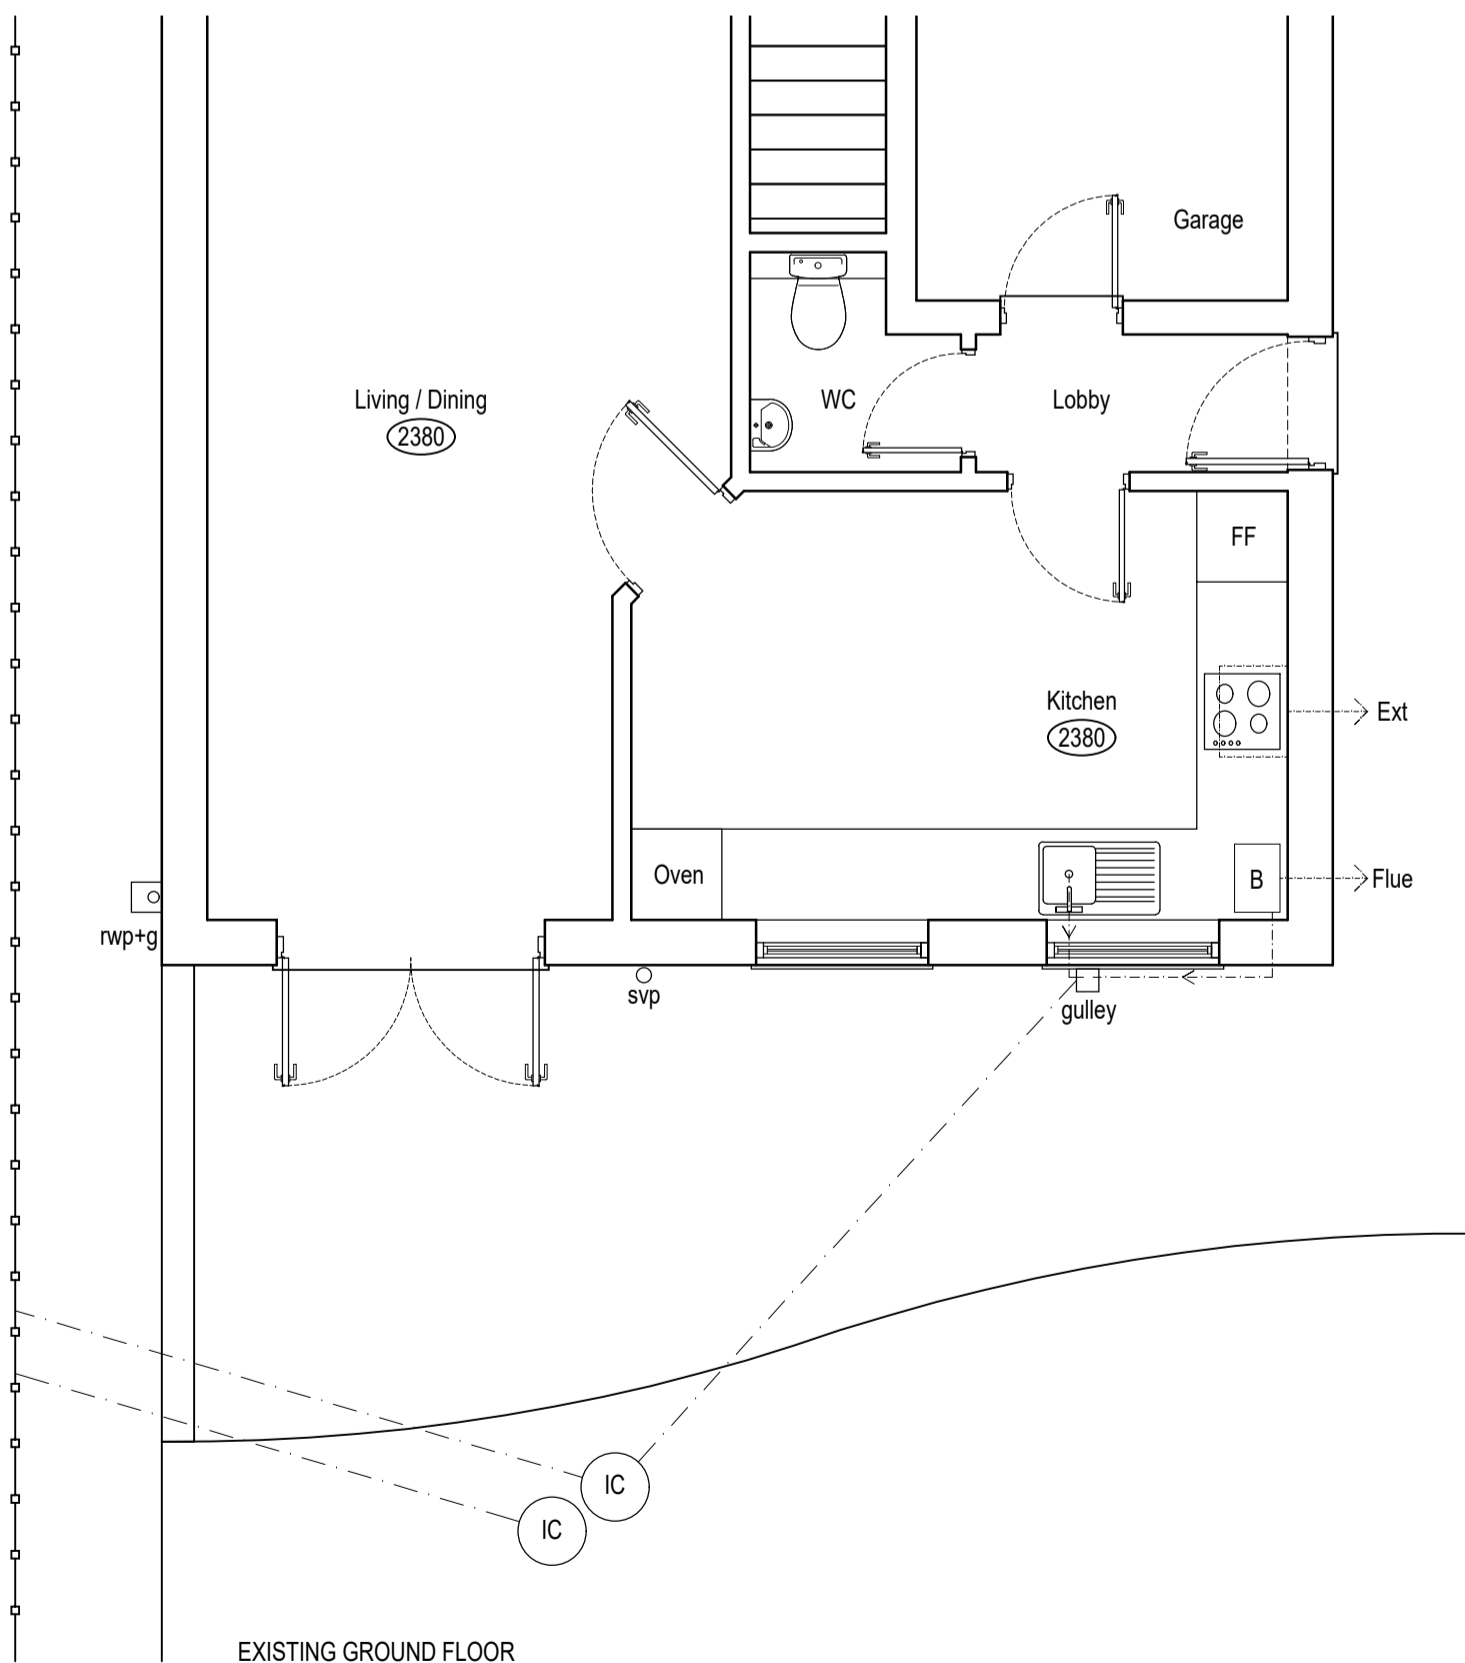 Garage
Living / Dining
2380
WC
Lobby
FF
Kitchen
2380
Ext
Oven
B
Flue
rwp+g
svp
gulley
IC
IC
EXISTING GROUND FLOOR